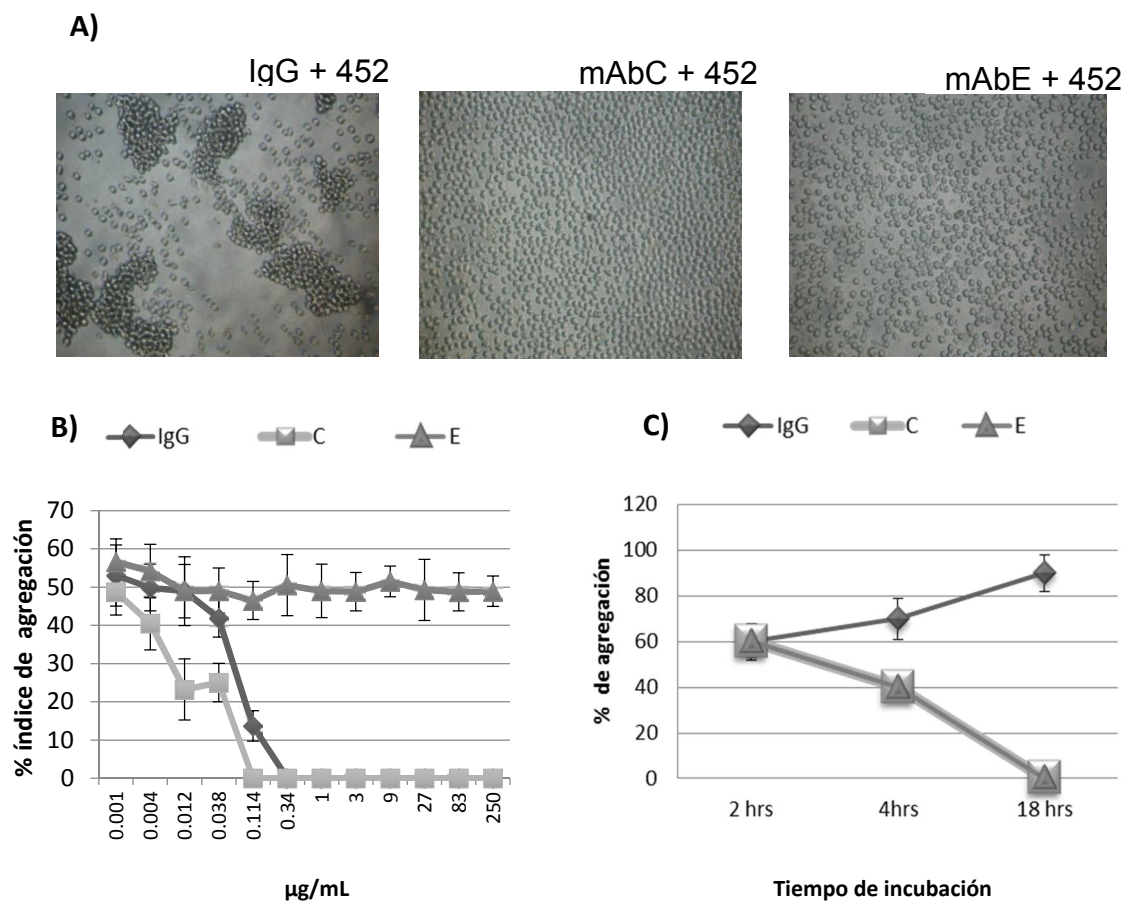 A)
IgG + 452
mAbC + 452
mAbE + 452
B)
IgG
C
E
% índice de agregación
70
60
50
40
30
20
10
0
0.001
0.004
0.012
0.038
0.114
0.34
1
3
9
27
83
250
µg/mL
C)
IgG
C
E
% de agregación
120
100
80
60
40
20
0
2 hrs
4hrs
18 hrs
Tiempo de incubación